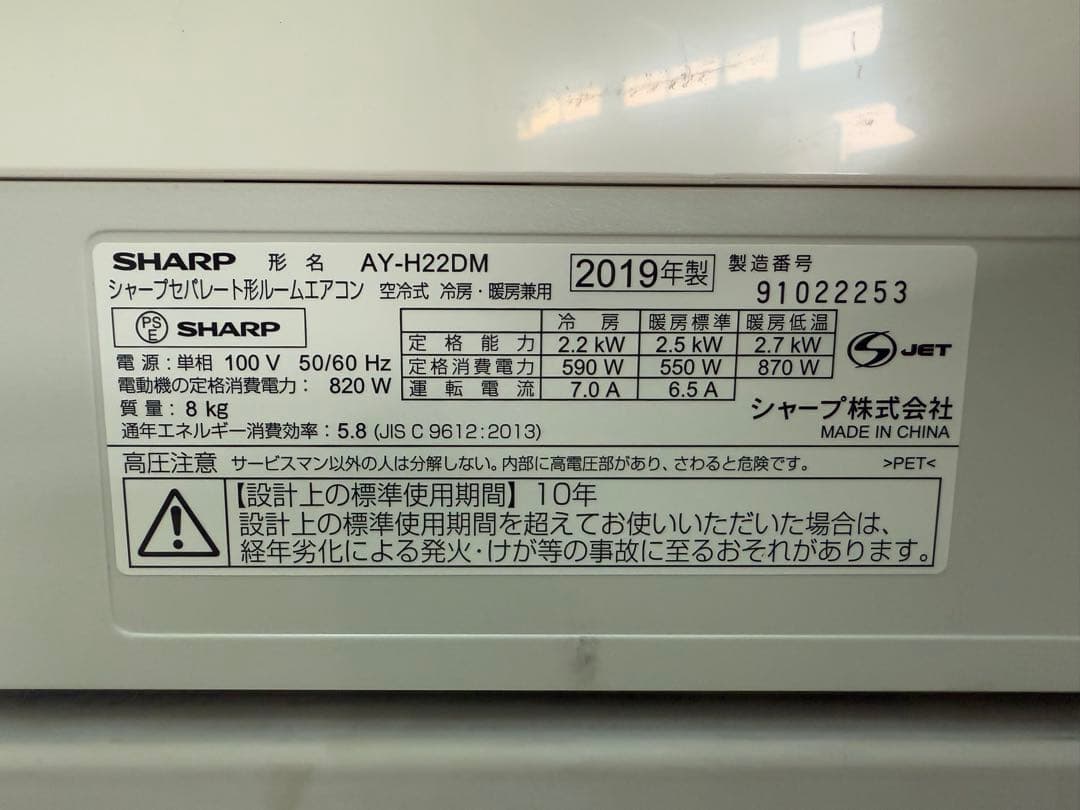 SHARP 形名 AY-H22DM 2019年製 製造番号
シャープセパレート形ルームエアコン 空冷式 冷房・暖房兼用 91022253
PS E SHARP
電源：単相 100 V 50/60 Hz
電動機の定格消費電力： 820 W
質量：8 kg
通年エネルギー消費効率：5.8 (JIS C 9612:2013)
冷房 暖房標準 暖房低温
定格能力 2.2 kW 2.5 kW 2.7 kW
定格消費電力 590 W 550 W 870 W
運転電流 7.0 A 6.5 A
S JET
シャープ株式会社
MADE IN CHINA
高圧注意 サービスマン以外の人は分解しない。内部に高電圧部があり、さわると危険です。 >PET<
【設計上の標準使用期間】10年
設計上の標準使用期間を超えてお使いいただいた場合は、
経年劣化による発火・けが等の事故に至るおそれがあります。